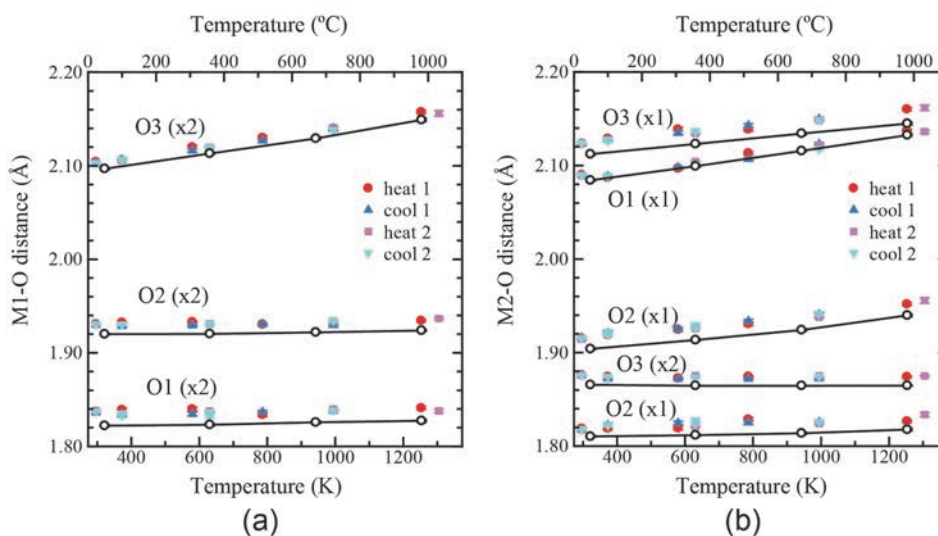 Temperature (ºC)
0 200 400 600 800 1000
2.20
2.10
2.00
1.90
1.80
M1-O distance (Å)
O3 (x2)
heat 1
cool 1
heat 2
cool 2
O2 (x2)
O1 (x2)
400 600 800 1000 1200
Temperature (K)
(a)
Temperature (ºC)
0 200 400 600 800 1000
2.20
2.10
2.00
1.90
1.80
M2-O distance (Å)
O3 (x1)
O1 (x1)
heat 1
cool 1
heat 2
cool 2
O2 (x1)
O3 (x2)
O2 (x1)
400 600 800 1000 1200
Temperature (K)
(b)